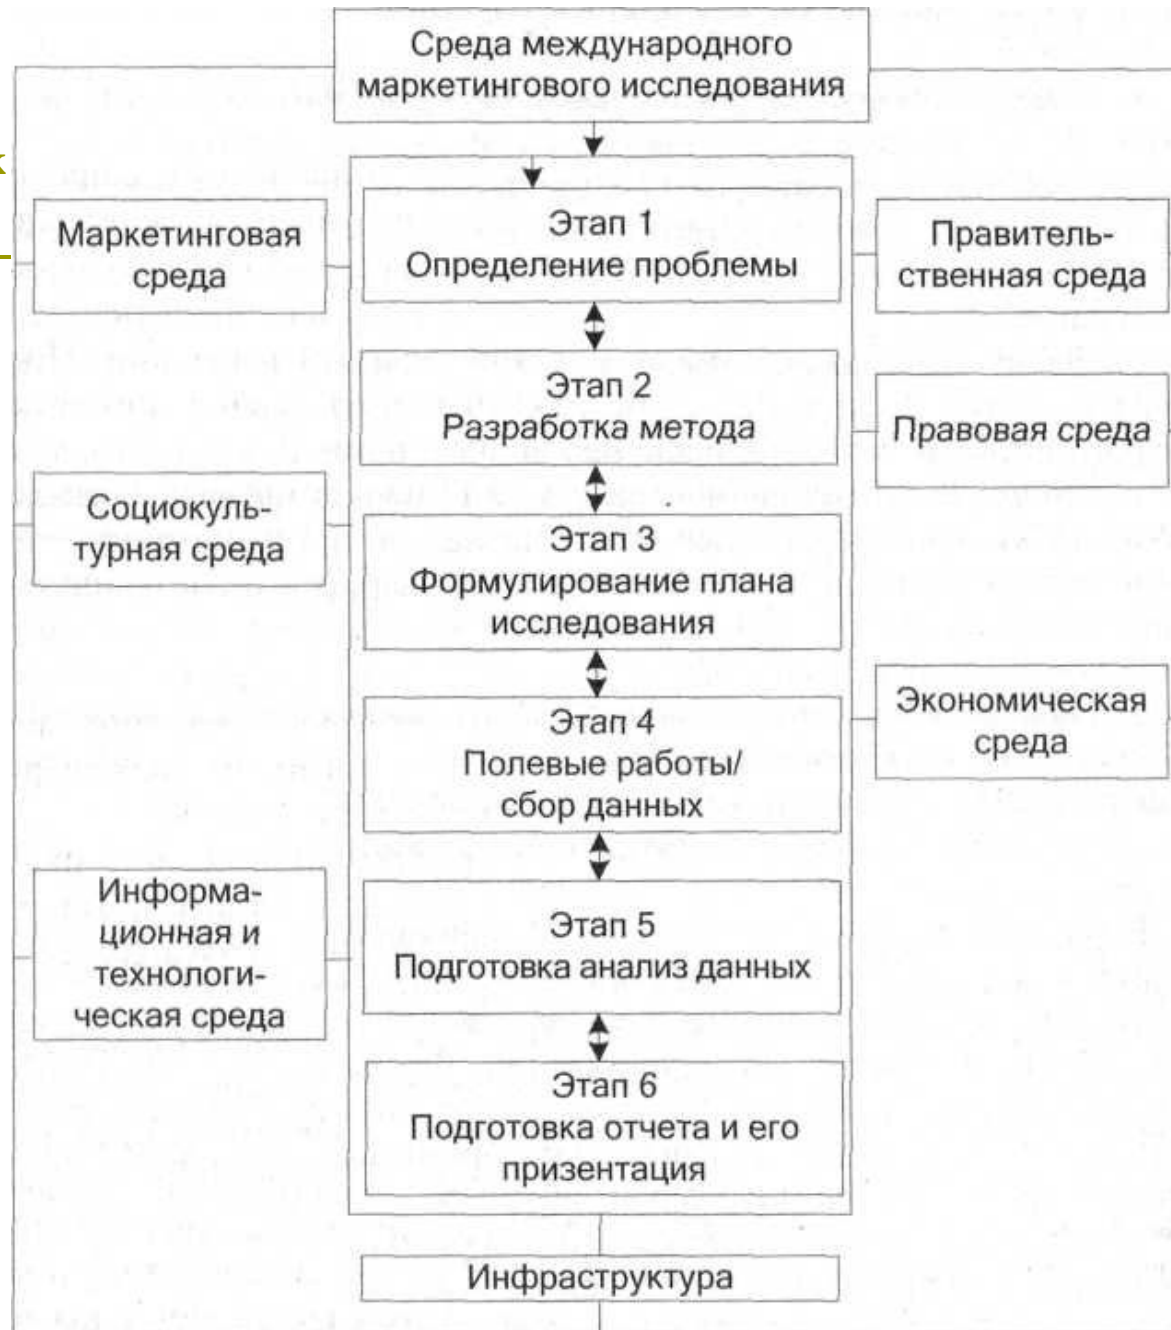 Среда международного
маркетингового исследования
к
Маркетинговая
среда
Этап 1
Определение проблемы
Правитель-
ственная среда
Этап 2
Разработка метода
Правовая среда
Социокуль-
турная среда
Этап 3
Формулирование плана
исследования
Этап 4
Полевые работы/
сбор данных
Экономическая
среда
Информа-
ционная и
технологи-
ческая среда
Этап 5
Подготовка анализ данных
Этап 6
Подготовка отчета и его
призентация
Инфраструктура